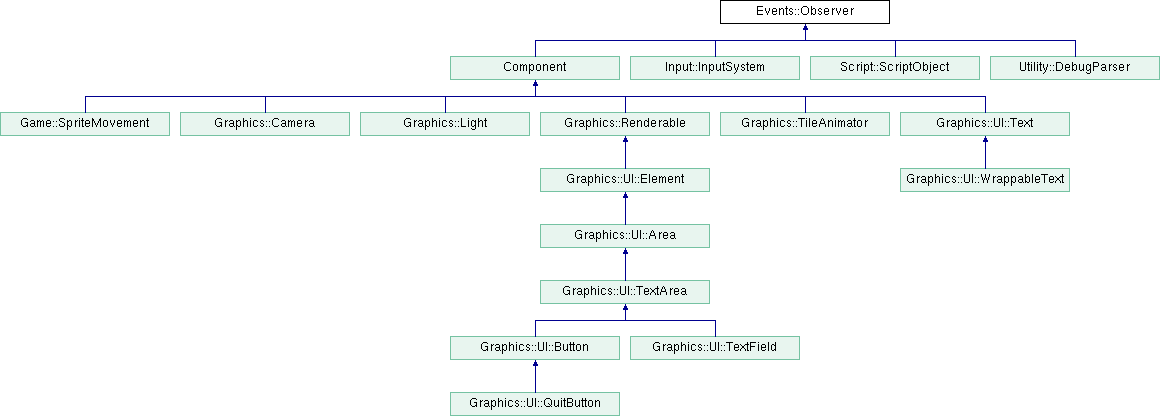 Events::Observer
Component
Input::InputSystem
Script::ScriptObject
Utility::DebugParser
Game::SpriteMovement
Graphics::Camera
Graphics::Light
Graphics::Renderable
Graphics::TileAnimator
Graphics::UI::Text
Graphics::UI::Element
Graphics::UI::WrappableText
Graphics::UI::Area
Graphics::UI::TextArea
Graphics::UI::Button
Graphics::UI::TextField
Graphics::UI::QuitButton